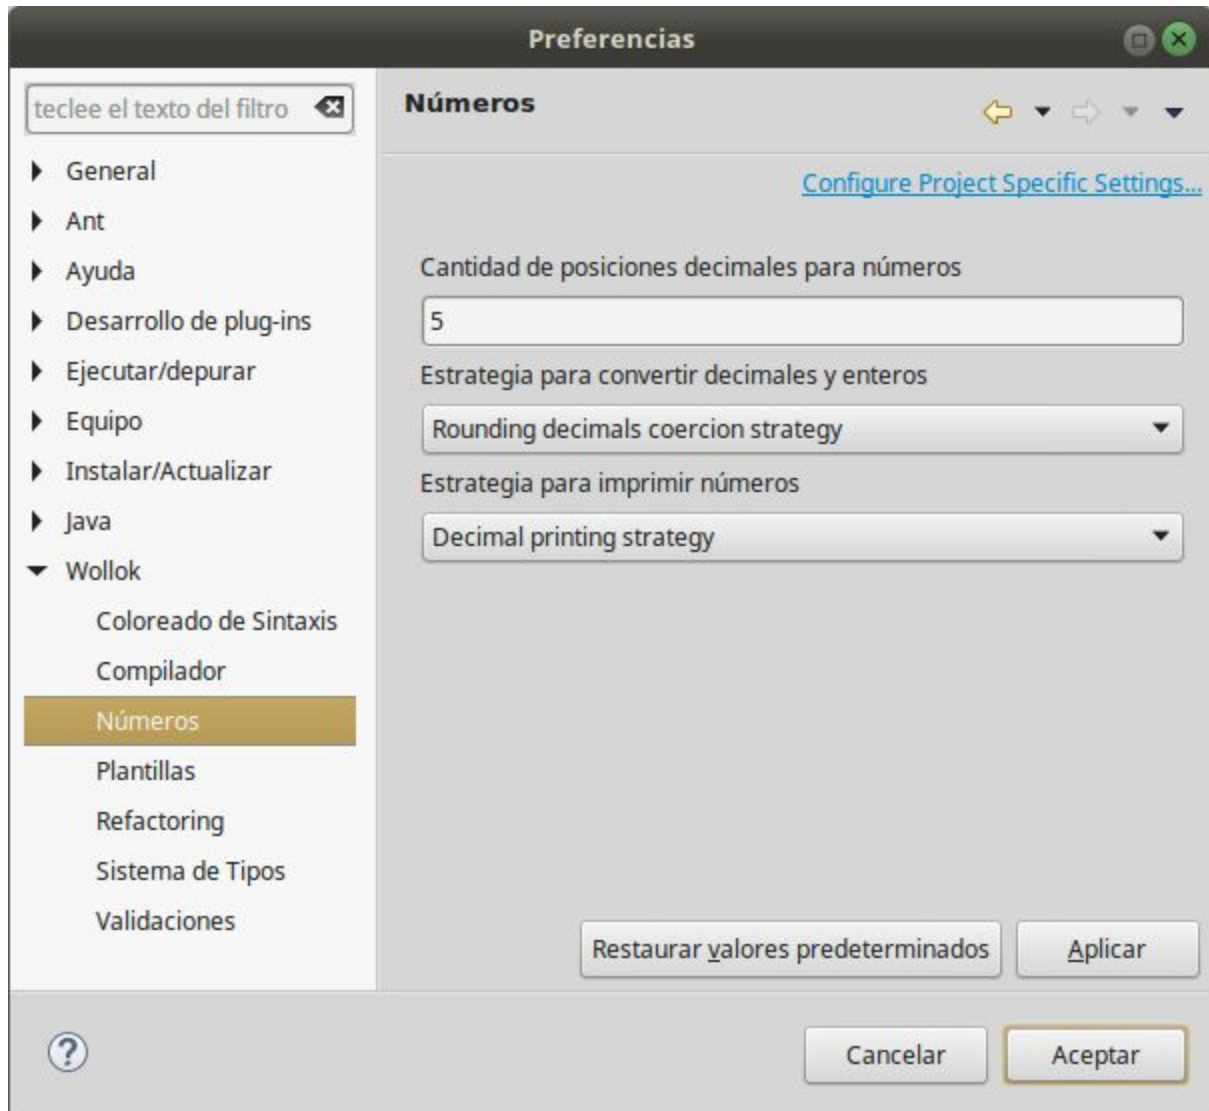 Preferencias
teclee el texto del filtro
General
Ant
Ayuda
Desarrollo de plug-ins
Ejecutar/depurar
Equipo
Instalar/Actualizar
Java
Wollok
Coloreado de Sintaxis
Compilador
Números
Plantillas
Refactoring
Sistema de Tipos
Validaciones
Números
Configure Project Specific Settings...
Cantidad de posiciones decimales para números
5
Estrategia para convertir decimales y enteros
Rounding decimals coercion strategy
Estrategia para imprimir números
Decimal printing strategy
Restaurar valores predeterminados
Aplicar
?
Cancelar
Aceptar